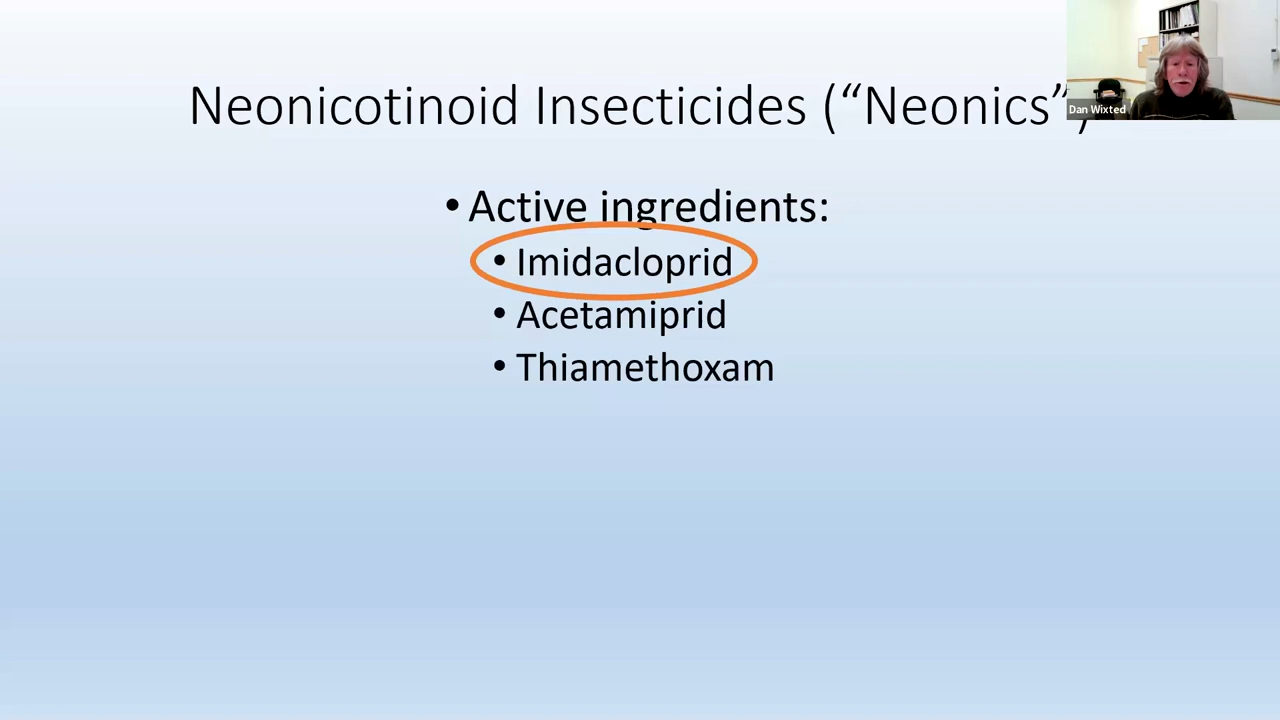 Neonicotinoid Insecticides (“Neonics”)
Dan Wixted
• Active ingredients:
• Imidacloprid
• Acetamiprid
• Thiamethoxam